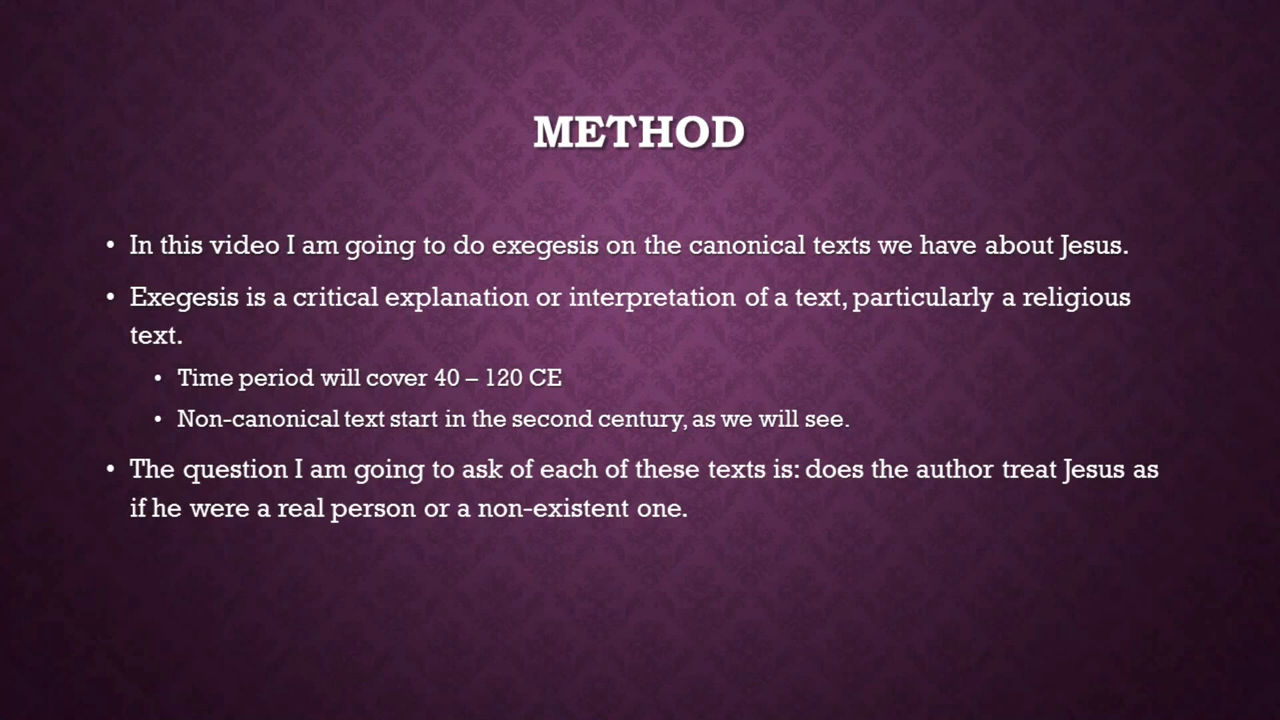 METHOD
• In this video I am going to do exegesis on the canonical texts we have about Jesus.
• Exegesis is a critical explanation or interpretation of a text, particularly a religious
text.
• Time period will cover 40 – 120 CE
• Non-canonical text start in the second century, as we will see.
• The question I am going to ask of each of these texts is: does the author treat Jesus as
if he were a real person or a non-existent one.